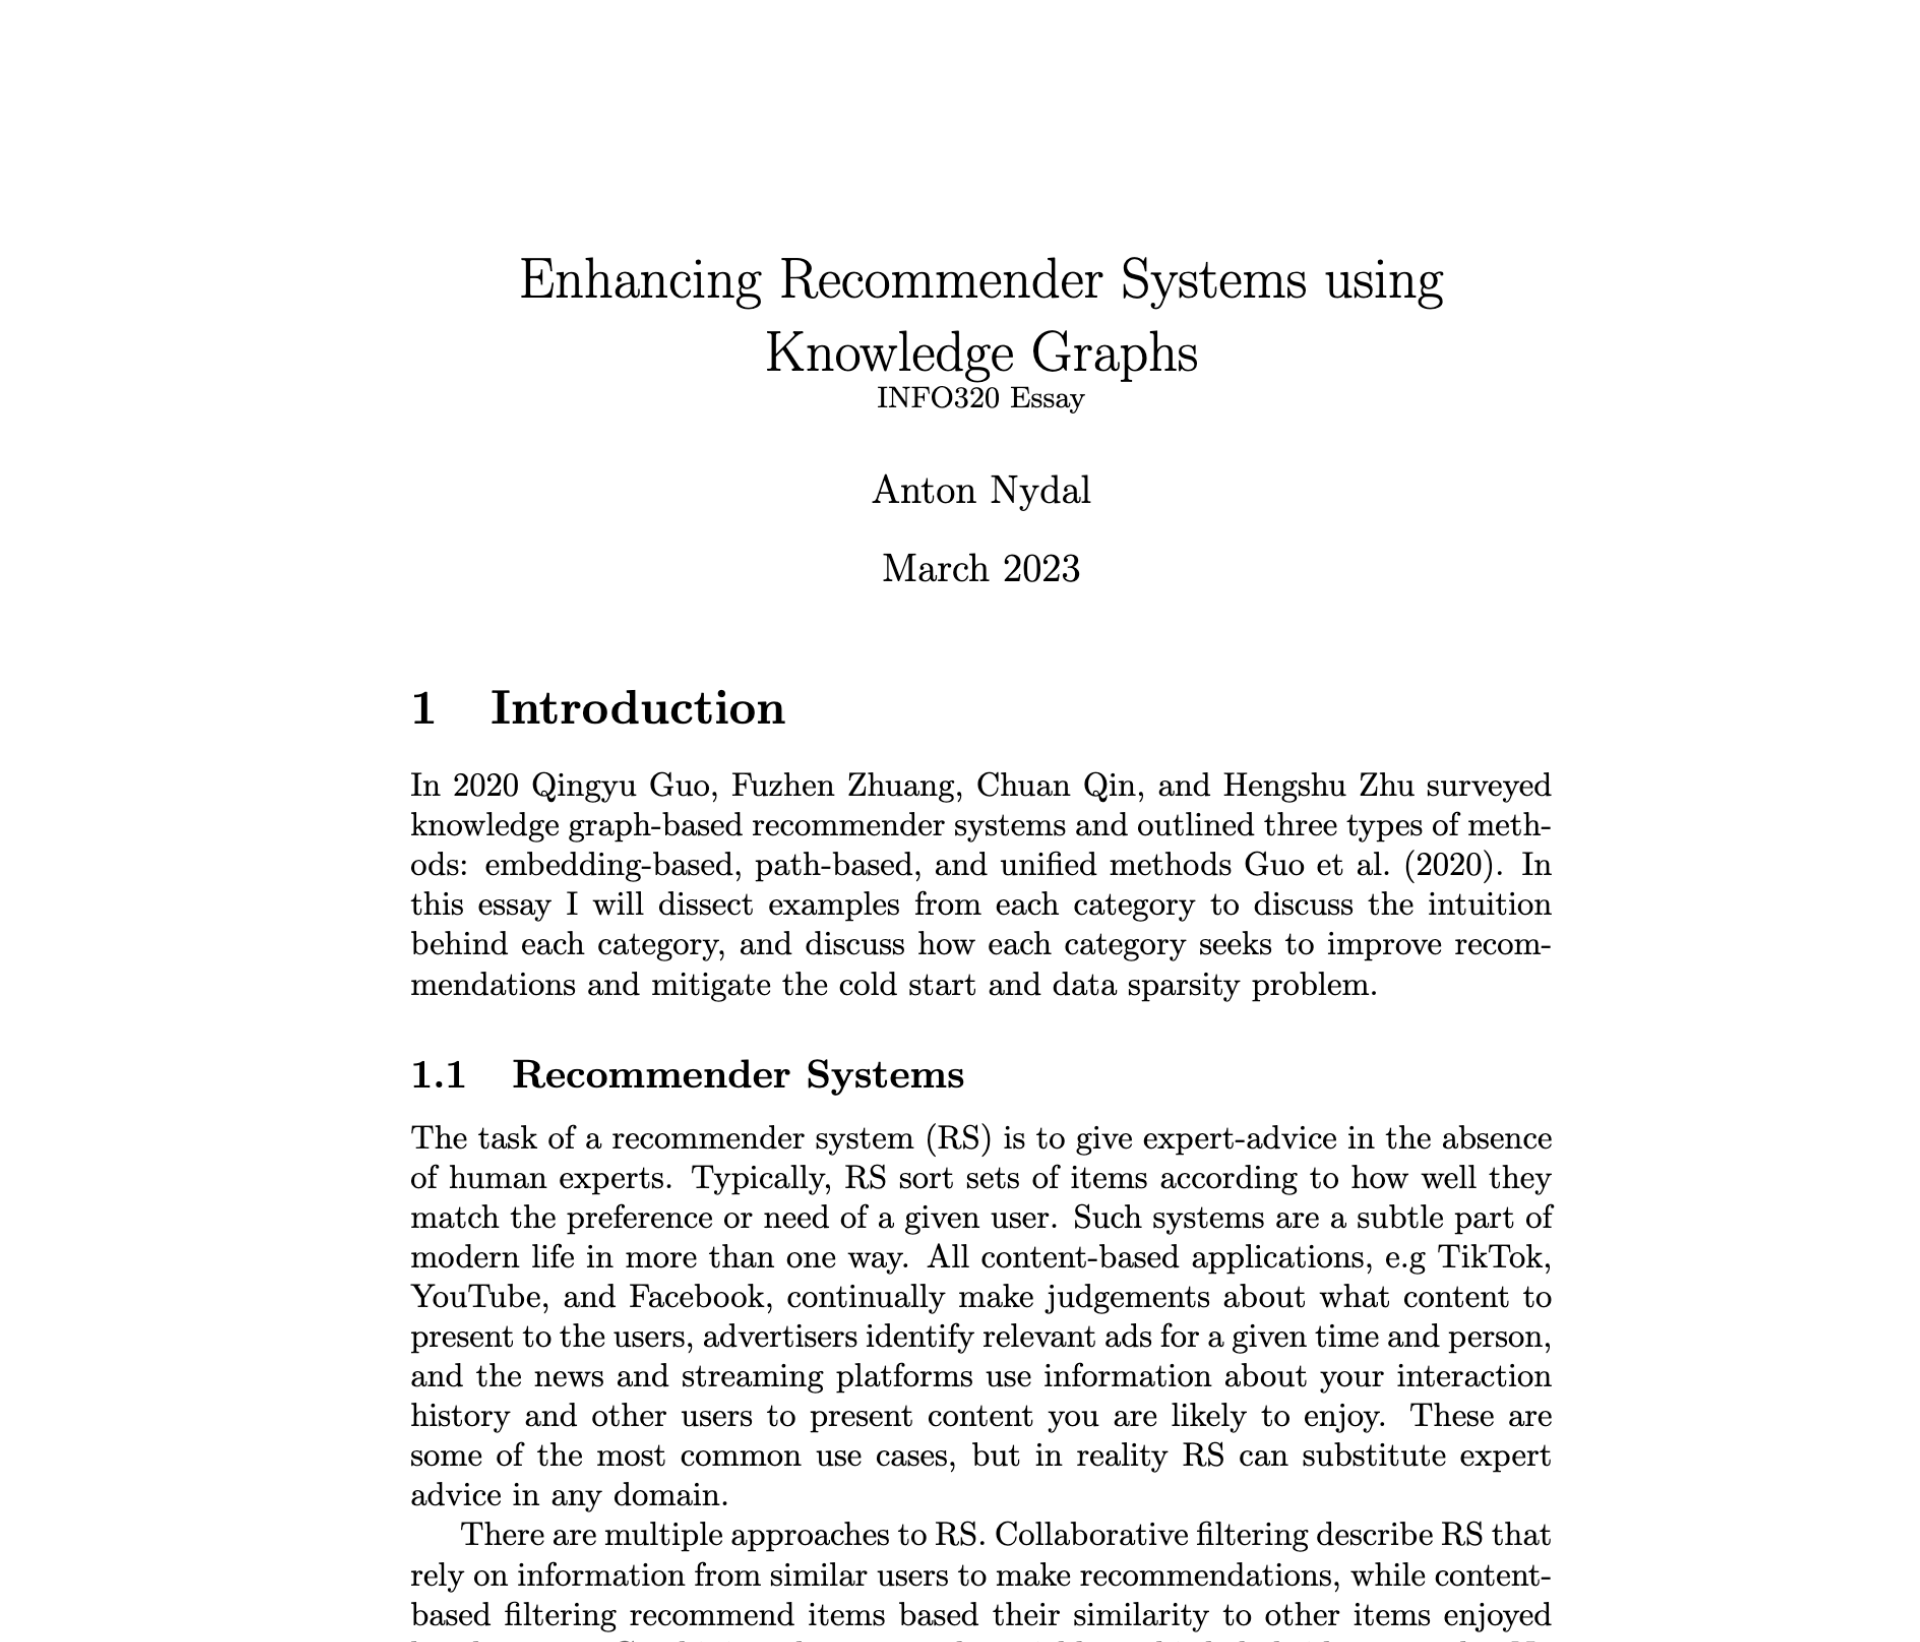 Enhancing Recommender Systems using
Knowledge Graphs
INFO320 Essay
Anton Nydal
March 2023
1 Introduction
In 2020 Qingyu Guo, Fuzhen Zhuang, Chuan Qin, and Hengshu Zhu surveyed
knowledge graph-based recommender systems and outlined three types of meth-
ods: embedding-based, path-based, and unified methods Guo et al. (2020). In
this essay I will dissect examples from each category to discuss the intuition
behind each category, and discuss how each category seeks to improve recom-
mendations and mitigate the cold start and data sparsity problem.
1.1 Recommender Systems
The task of a recommender system (RS) is to give expert-advice in the absence
of human experts. Typically, RS sort sets of items according to how well they
match the preference or need of a given user. Such systems are a subtle part of
modern life in more than one way. All content-based applications, e.g TikTok,
YouTube, and Facebook, continually make judgements about what content to
present to the users, advertisers identify relevant ads for a given time and person,
and the news and streaming platforms use information about your interaction
history and other users to present content you are likely to enjoy. These are
some of the most common use cases, but in reality RS can substitute expert
advice in any domain.
There are multiple approaches to RS. Collaborative filtering describe RS that
rely on information from similar users to make recommendations, while content-
based filtering recommend items based their similarity to other items enjoyed